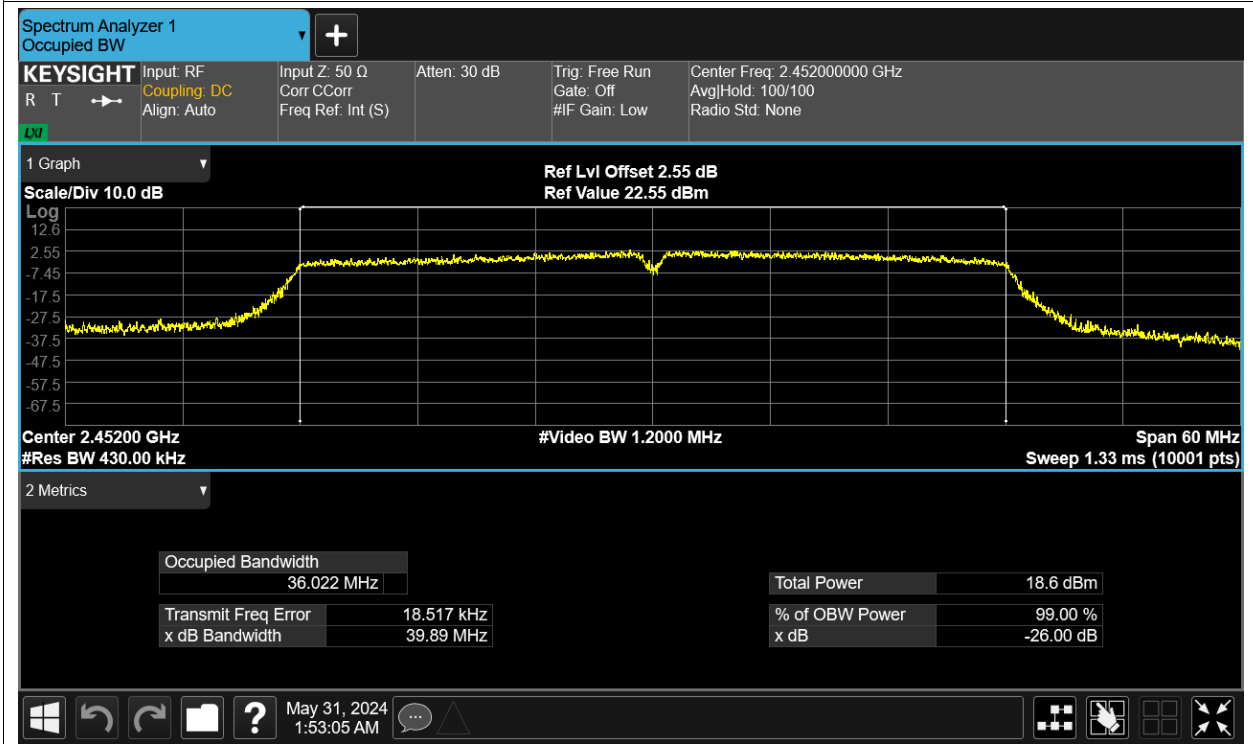 Spectrum Analyzer 1
Occupied BW
KEYSIGHT
R T
LXI
Input: RF
Coupling: DC
Align: Auto
Input Z: 50 Ω
Corr CCorr
Freq Ref: Int (S)
Atten: 30 dB
Trig: Free Run
Gate: Off
#IF Gain: Low
Center Freq: 2.452000000 GHz
Avg|Hold: 100/100
Radio Std: None
1 Graph
Ref Lvl Offset 2.55 dB
Scale/Div 10.0 dB
Ref Value 22.55 dBm
Log
12.6
2.55
-7.45
-17.5
-27.5
-37.5
-47.5
-57.5
-67.5
Center 2.45200 GHz
#Video BW 1.2000 MHz
Span 60 MHz
#Res BW 430.00 kHz
Sweep 1.33 ms (10001 pts)
2 Metrics
Occupied Bandwidth
36.022 MHz
Total Power 18.6 dBm
Transmit Freq Error 18.517 kHz
% of OBW Power 99.00 %
x dB Bandwidth 39.89 MHz
x dB -26.00 dB
?
May 31, 2024
1:53:05 AM